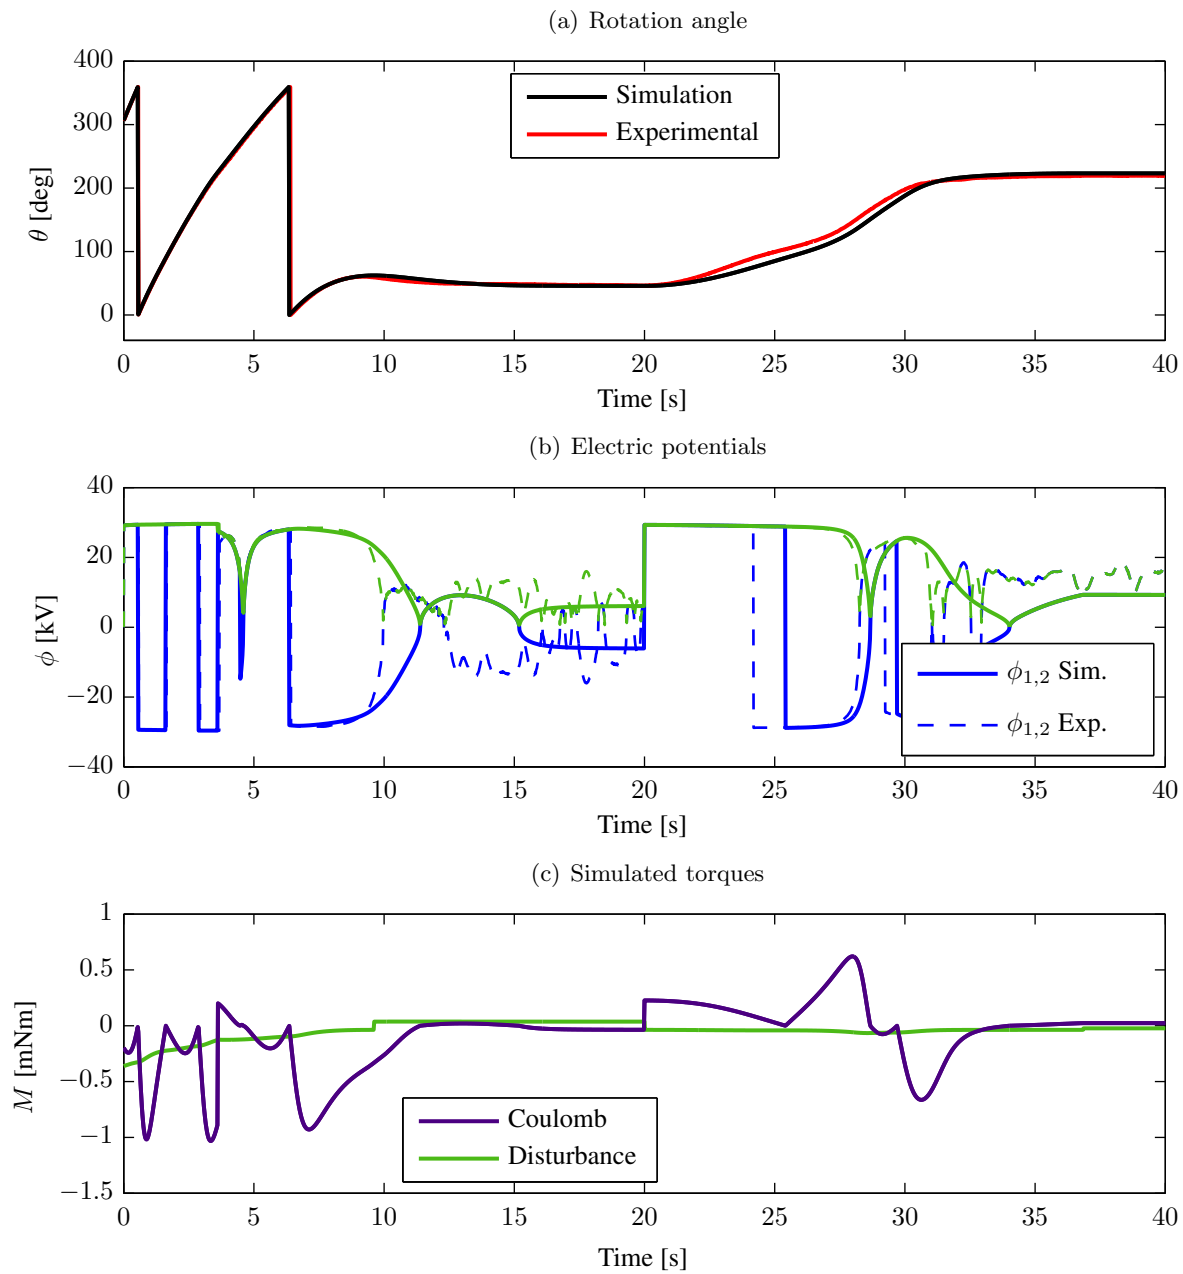 (a) Rotation angle
400
300
200
100
0
θ [deg]
Simulation
Experimental
0 5 10 15 20 25 30 35 40
Time [s]
(b) Electric potentials
40
20
0
−20
−40
ϕ [kV]
ϕ1,2 Sim.
ϕ1,2 Exp.
0 5 10 15 20 25 30 35 40
Time [s]
(c) Simulated torques
1
0.5
0
−0.5
−1
−1.5
M [mNm]
Coulomb
Disturbance
0 5 10 15 20 25 30 35 40
Time [s]